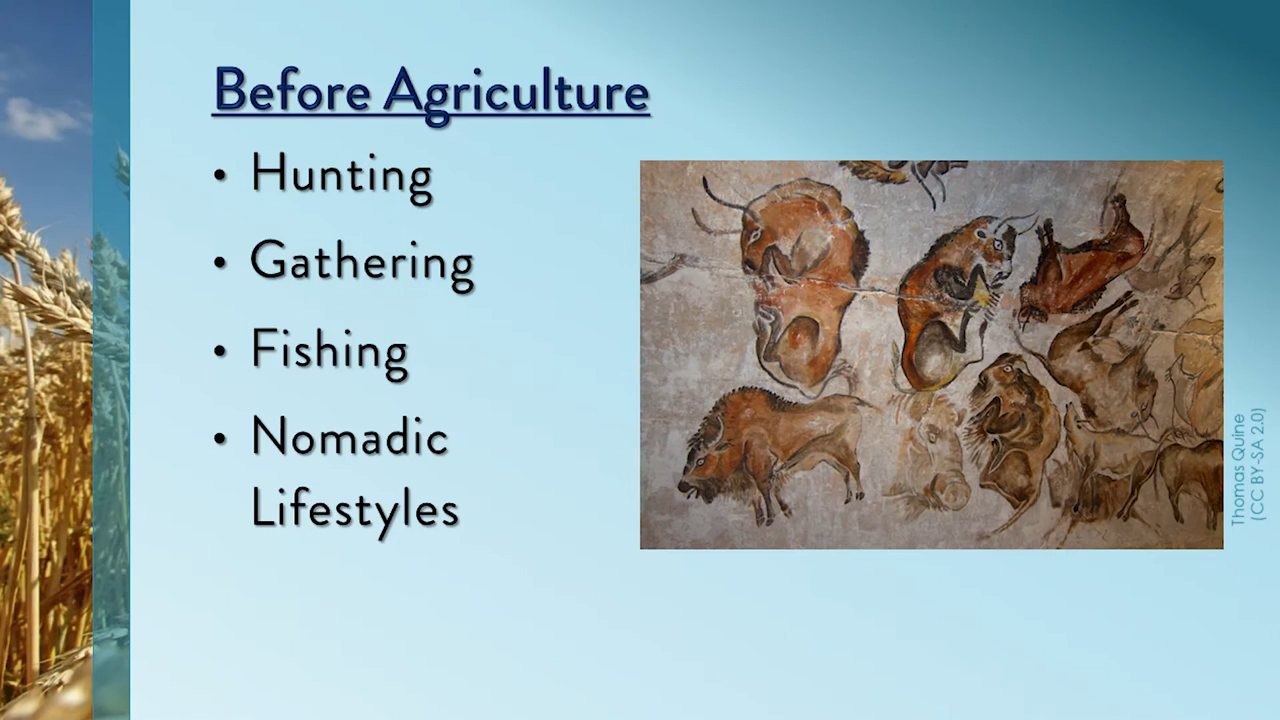 Before Agriculture
• Hunting
• Gathering
• Fishing
• Nomadic
Lifestyles
Thomas Quine
(CC BY-SA 2.0)